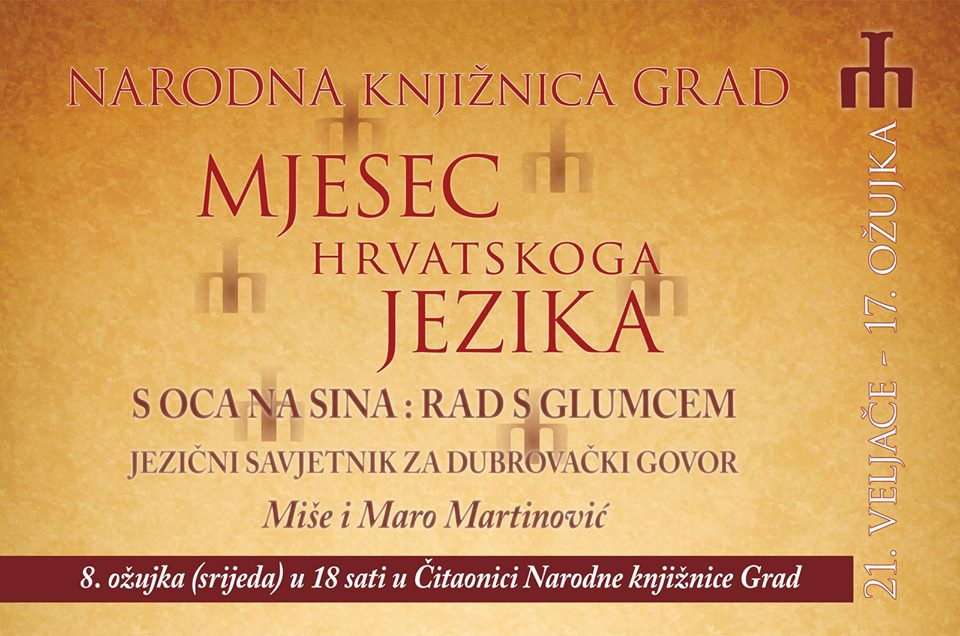 NARODNA KNJIŽNICA GRAD
MJESEC
HRVATSKOGA
JEZIKA
S OCA NA SINA : RAD S GLUMCEM
JEZIČNI SAVJETNIK ZA DUBROVAČKI GOVOR
Miše i Maro Martinović
8. ožujka (srijeda) u 18 sati u Čitaonici Narodne knjižnice Grad
21. VELJAČE - 17. OŽUJKA